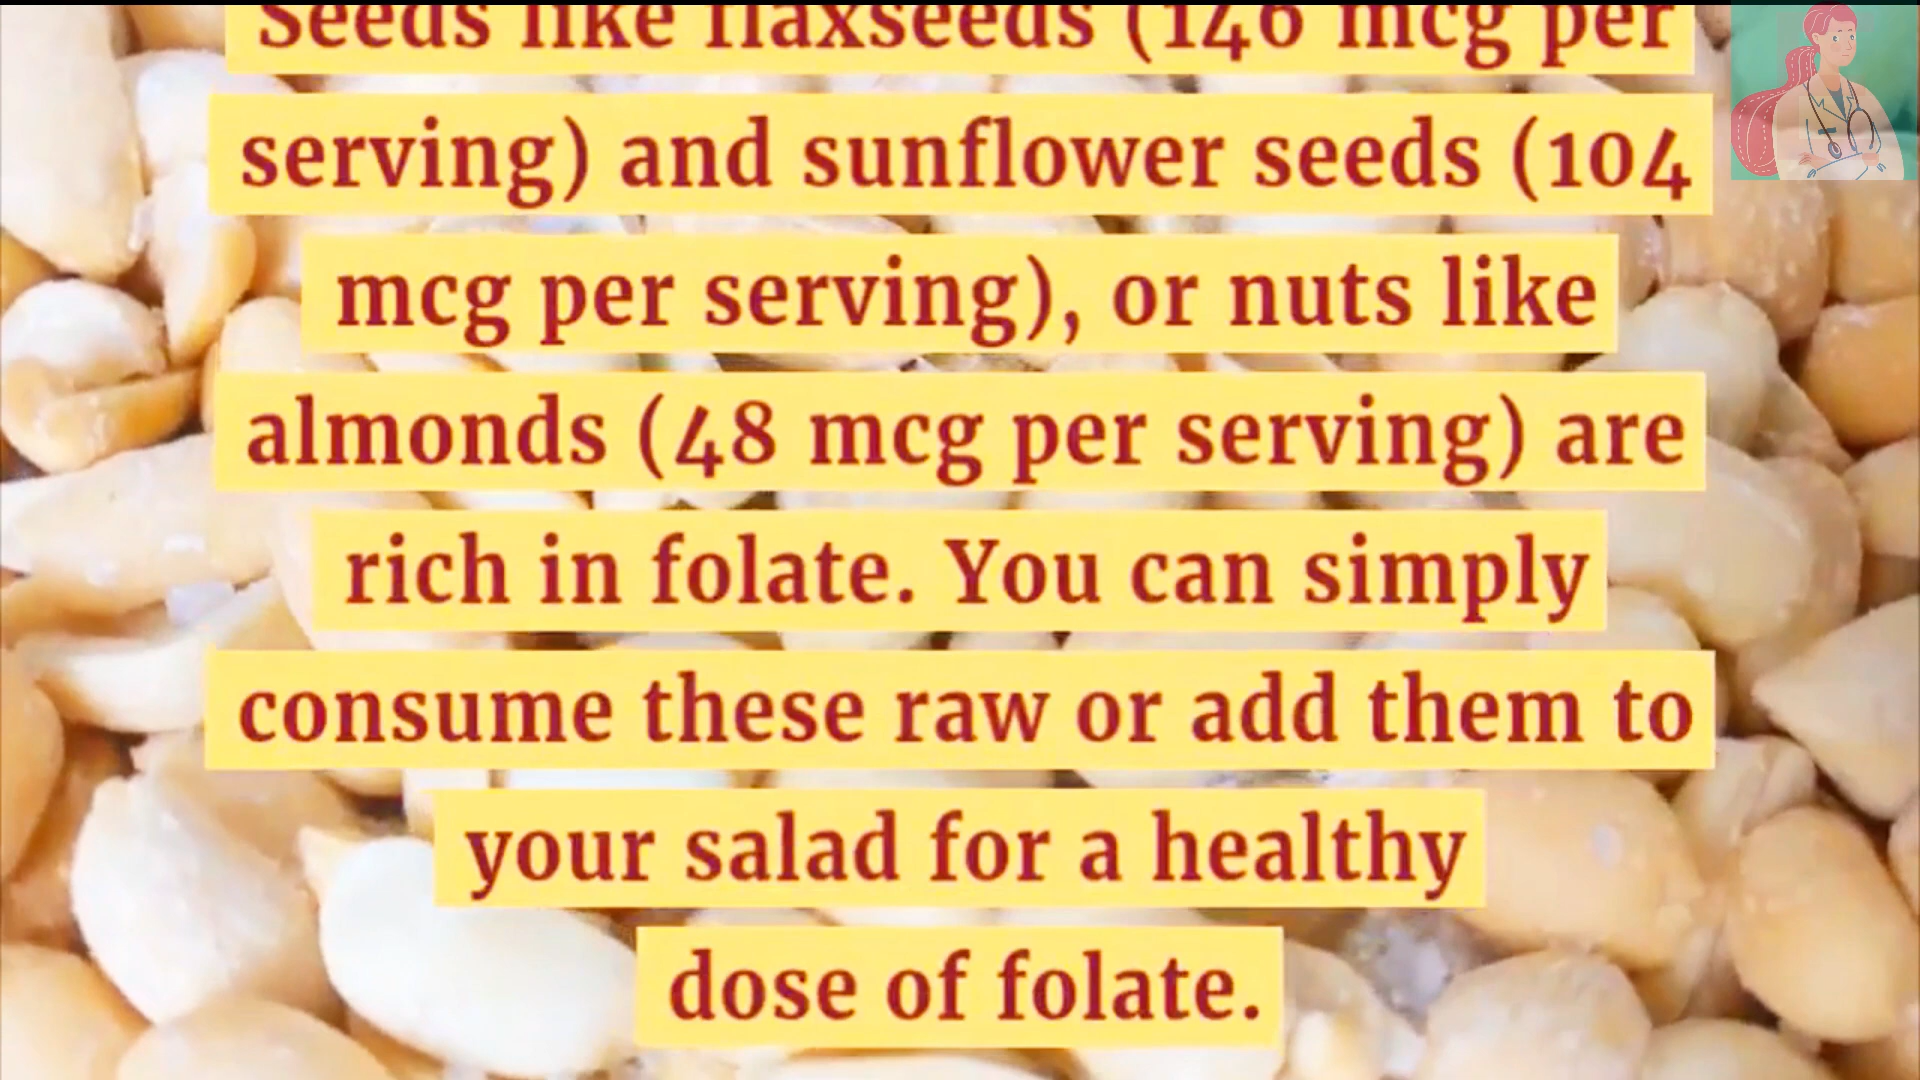 Seeds like flaxseeds (146 mcg per
serving) and sunflower seeds (104
mcg per serving), or nuts like
almonds (48 mcg per serving) are
rich in folate. You can simply
consume these raw or add them to
your salad for a healthy
dose of folate.